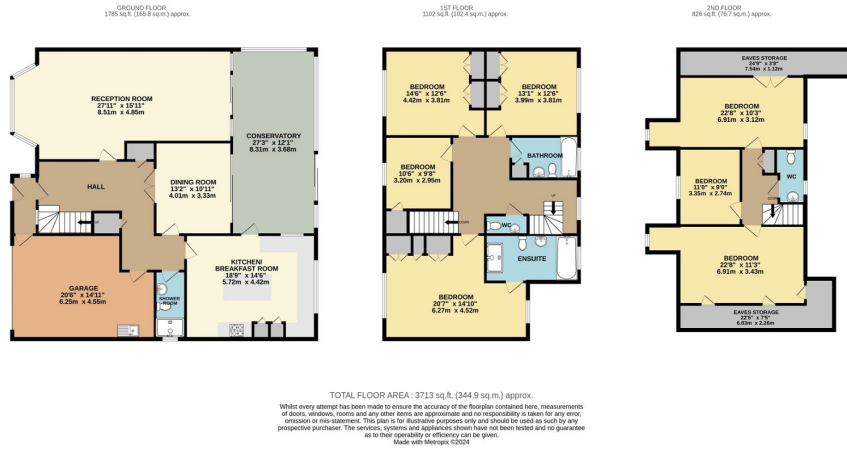 GROUND FLOOR
1785 sq.ft. (165.8 sq.m.) approx.
RECEPTION ROOM
27'11" x 15'11"
8.51m x 4.85m
CONSERVATORY
27'3" x 12'1"
8.31m x 3.68m
DINING ROOM
13'2" x 10'11"
4.01m x 3.33m
HALL
UP
KITCHEN/
BREAKFAST ROOM
18'9" x 14'6"
5.72m x 4.42m
GARAGE
20'6" x 14'11"
6.25m x 4.55m
SHOWER
ROOM
1ST FLOOR
1102 sq.ft. (102.4 sq.m.) approx.
BEDROOM
14'6" x 12'6"
4.42m x 3.81m
BEDROOM
13'1" x 12'6"
3.99m x 3.81m
BEDROOM
10'6" x 9'8"
3.20m x 2.95m
BATHROOM
UP
DOWN
WC
ENSUITE
BEDROOM
20'7" x 14'10"
6.27m x 4.52m
2ND FLOOR
826 sq.ft. (76.7 sq.m.) approx.
EAVES STORAGE
24'9" x 3'8"
7.54m x 1.12m
BEDROOM
22'8" x 10'3"
6.91m x 3.12m
BEDROOM
11'0" x 9'0"
3.35m x 2.74m
WC
DOWN
BEDROOM
22'8" x 11'3"
6.91m x 3.43m
EAVES STORAGE
22'5" x 7'5"
6.83m x 2.26m
TOTAL FLOOR AREA : 3713 sq.ft. (344.9 sq.m.) approx.
Whilst every attempt has been made to ensure the accuracy of the floorplan contained here, measurements
of doors, windows, rooms and any other items are approximate and no responsibility is taken for any error,
omission or mis-statement. This plan is for illustrative purposes only and should be used as such by any
prospective purchaser. The services, systems and appliances shown have not been tested and no guarantee
as to their operability or efficiency can be given.
Made with Metropix ©2024